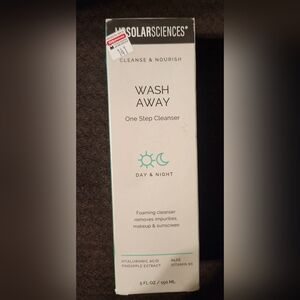 SOLARSCIENCES
CLEANSE & NOURISH
WASH
AWAY
One Step Cleanser
DAY & NIGHT
Foaming cleanser
removes impurities,
makeup & sunscreen
HYALURONIC ACID
PINEAPPLE EXTRACT
ALOE
VITAMIN B5
5 FL OZ / 150 ML